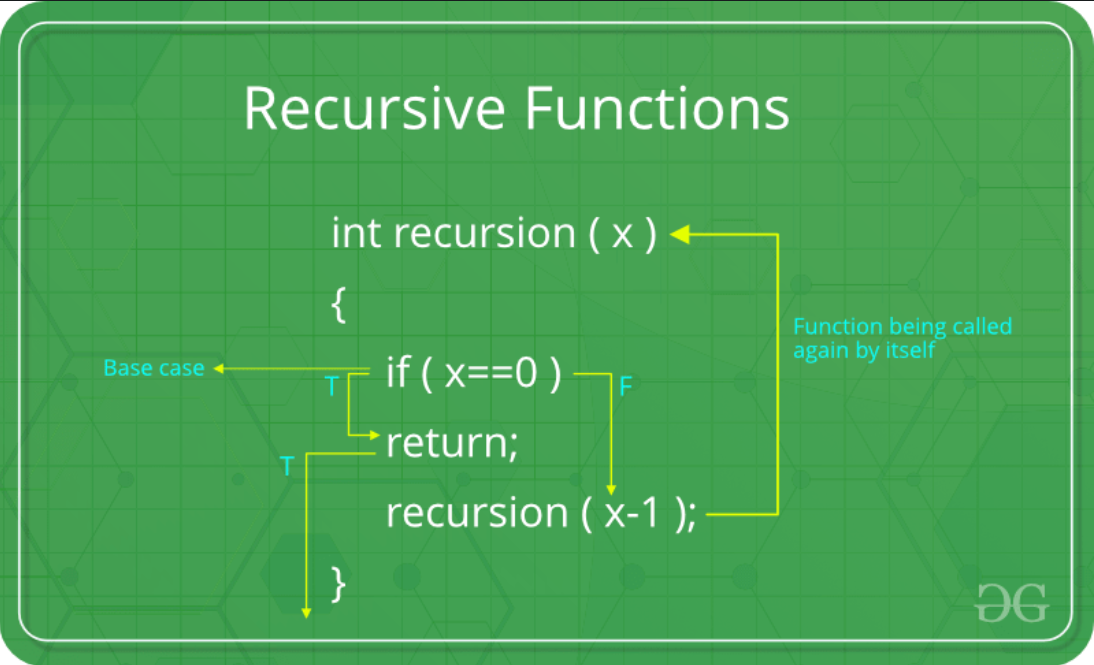 Recursive Functions
int recursion ( x )
{
Function being called
again by itself
Base case
if ( x==0 )
T
F
return;
T
recursion ( x-1 );
}
GG